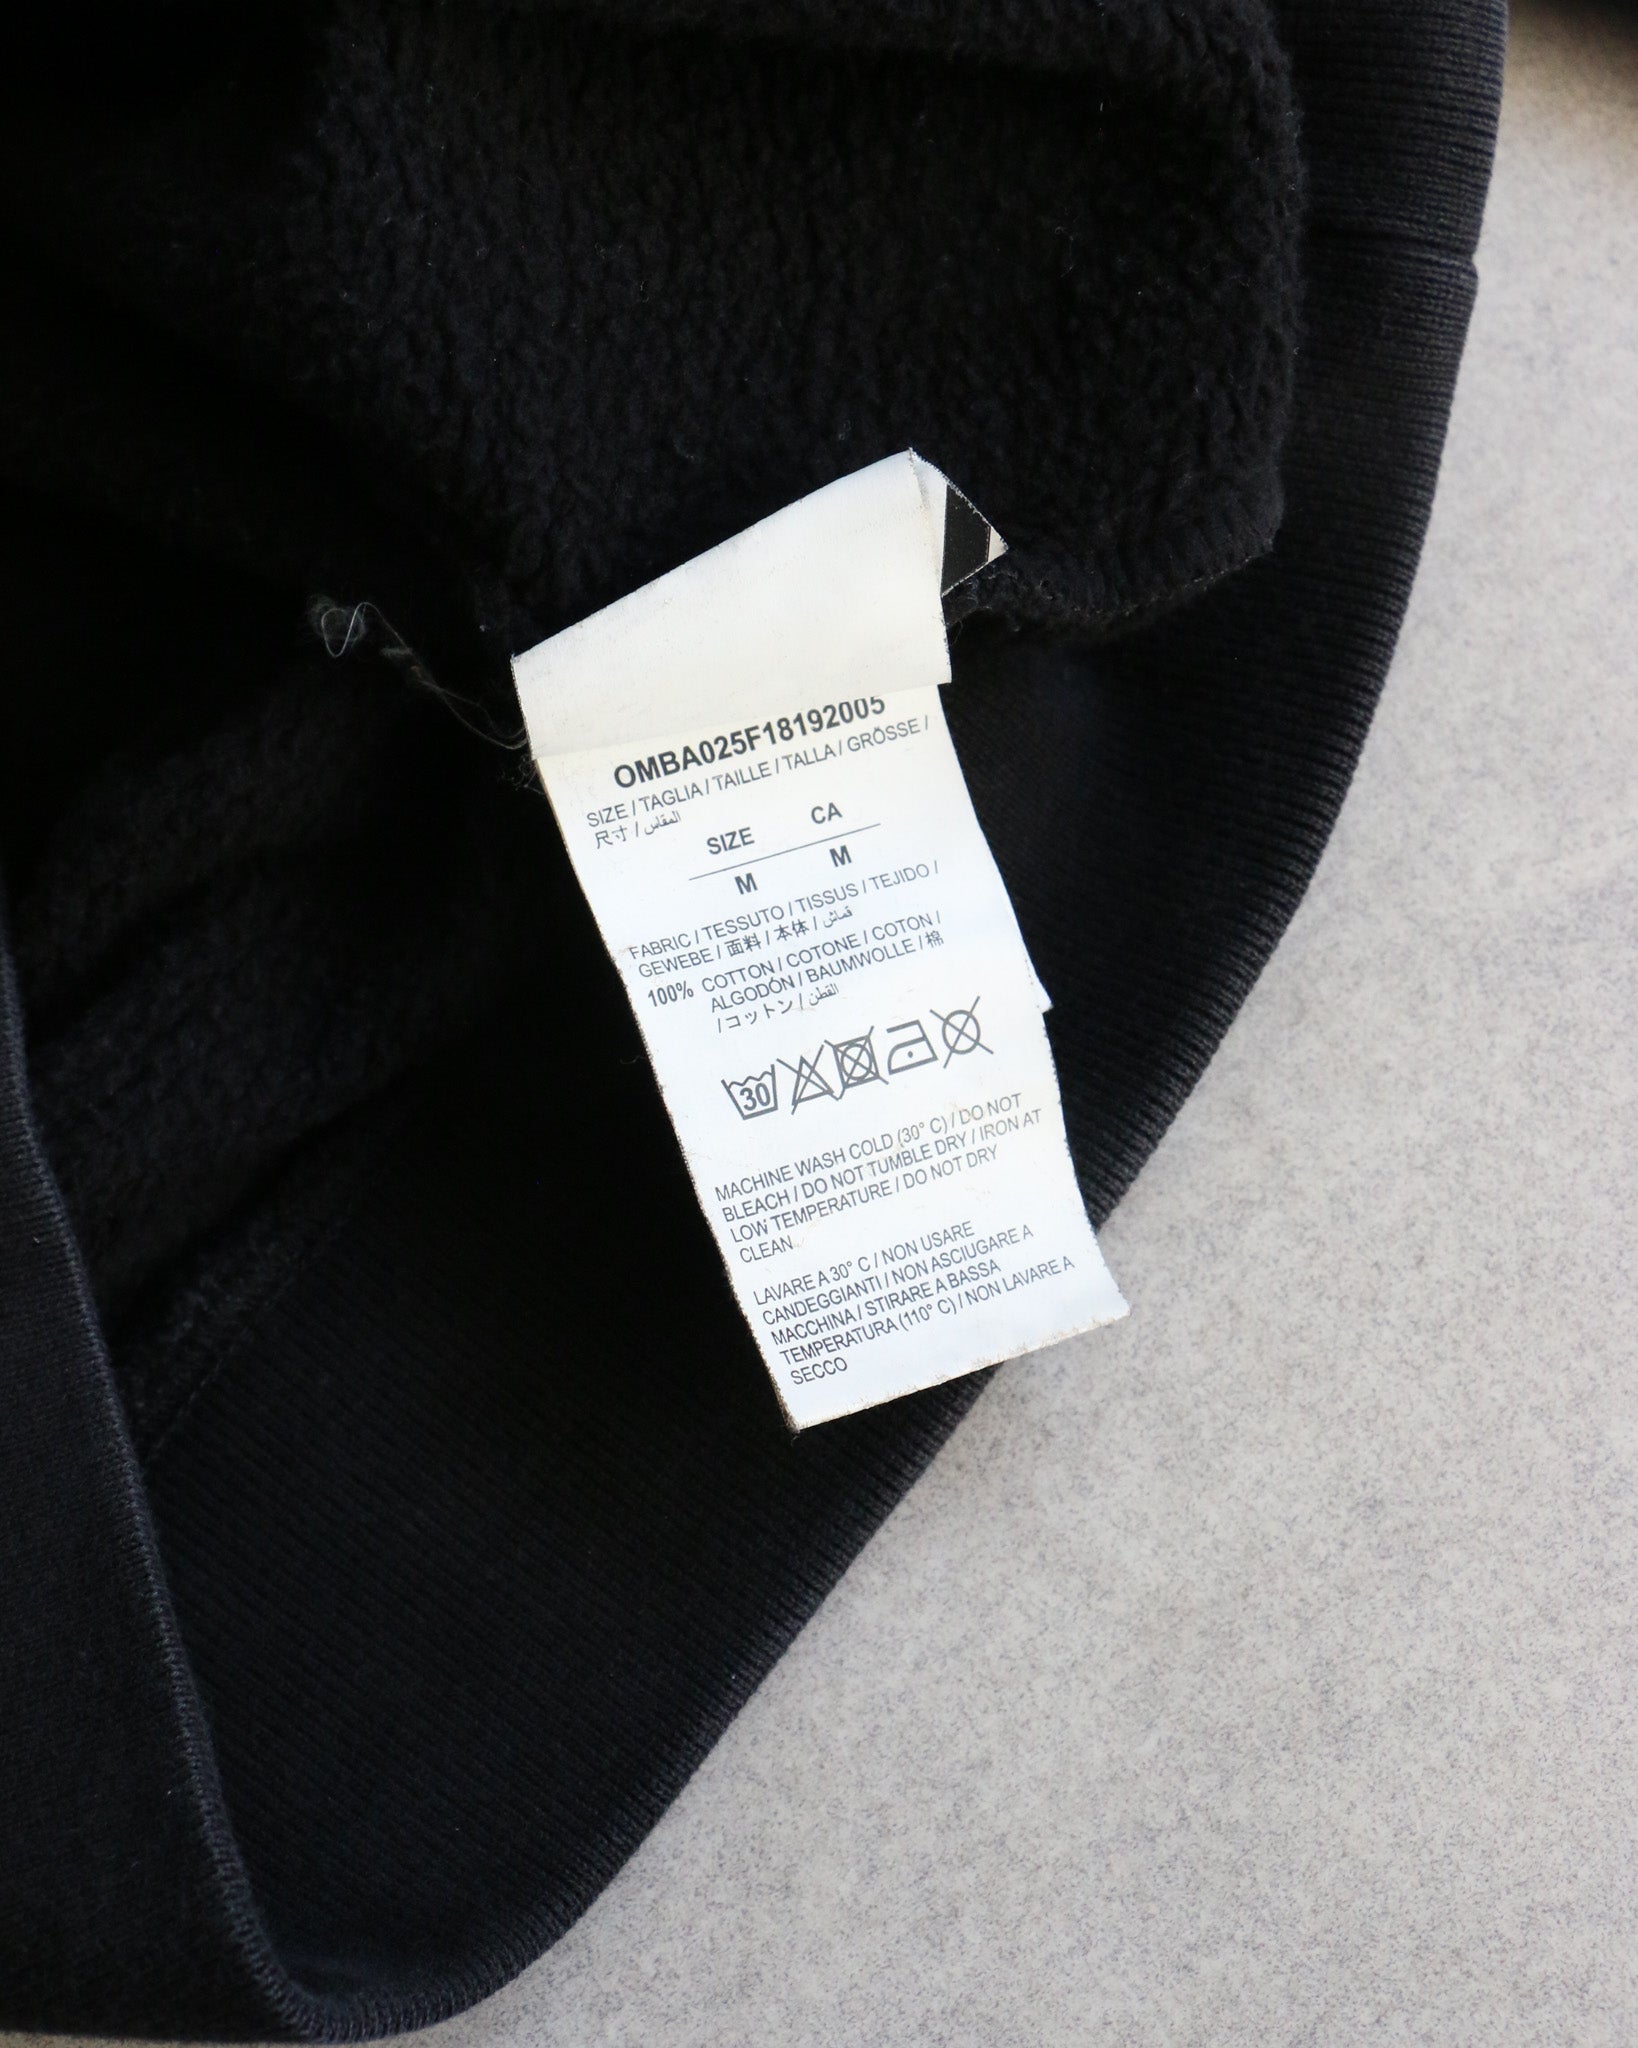 OMBA025F18192005
SIZE / TAGLIA / TAILLE / TALLA / GRÖSSE /
尺寸 / المقاس
SIZE CA
M M
FABRIC / TESSUTO / TISSUS / TEJIDO /
GEWEBE / 面料 / 本体 / قماش
100% COTTON / COTONE / COTON /
ALGODÓN / BAUMWOLLE / 棉
/ コットン / القطن
30
MACHINE WASH COLD (30° C) / DO NOT
BLEACH / DO NOT TUMBLE DRY / IRON AT
LOW TEMPERATURE / DO NOT DRY
CLEAN
LAVARE A 30° C / NON USARE
CANDEGGIANTI / NON ASCIUGARE A
MACCHINA / STIRARE A BASSA
TEMPERATURA (110° C) / NON LAVARE A
SECCO